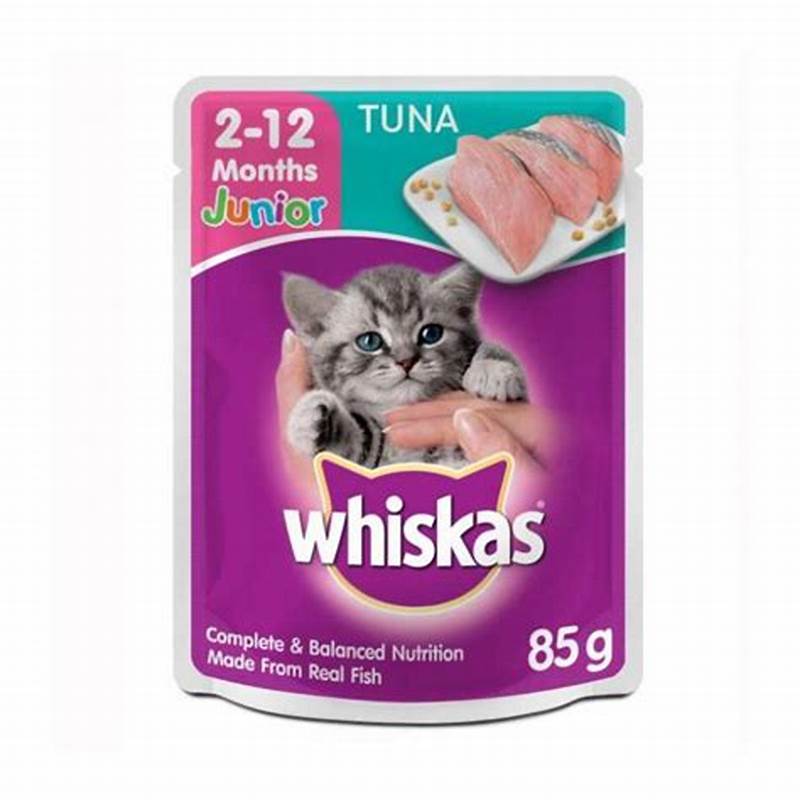 2-12
Months
Junior
TUNA
whiskas®
Complete & Balanced Nutrition
Made From Real Fish
85g